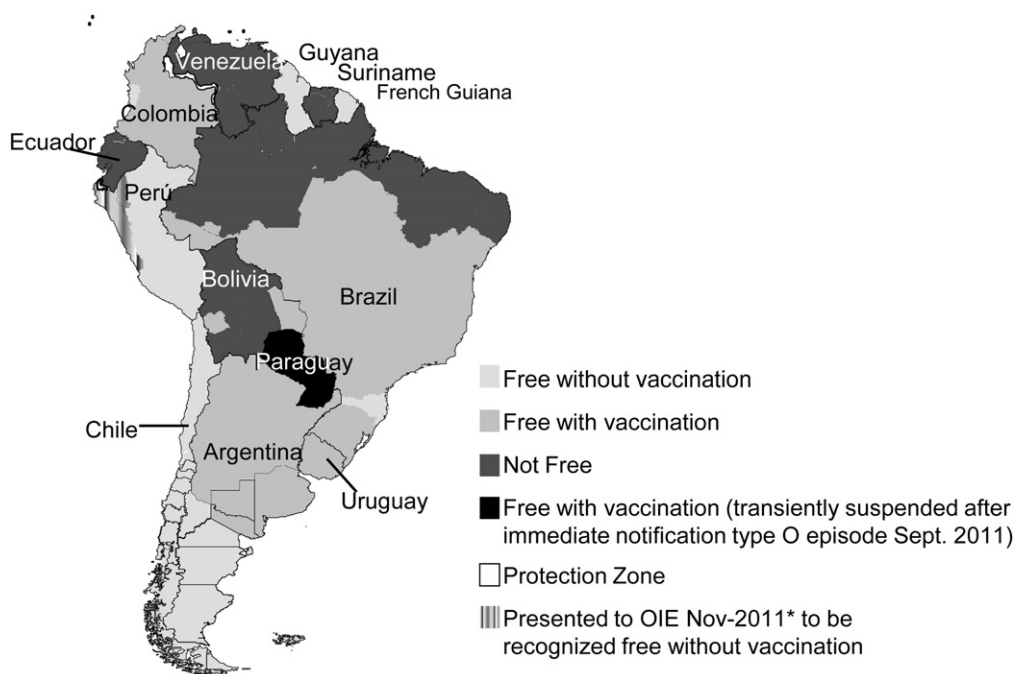 Venezuela
Guyana
Suriname
French Guiana
Colombia
Ecuador
Perú
Bolivia
Brazil
Paraguay
Chile
Argentina
Uruguay
Free without vaccination
Free with vaccination
Not Free
Free with vaccination (transiently suspended after
immediate notification type O episode Sept. 2011)
Protection Zone
Presented to OIE Nov-2011* to be
recognized free without vaccination